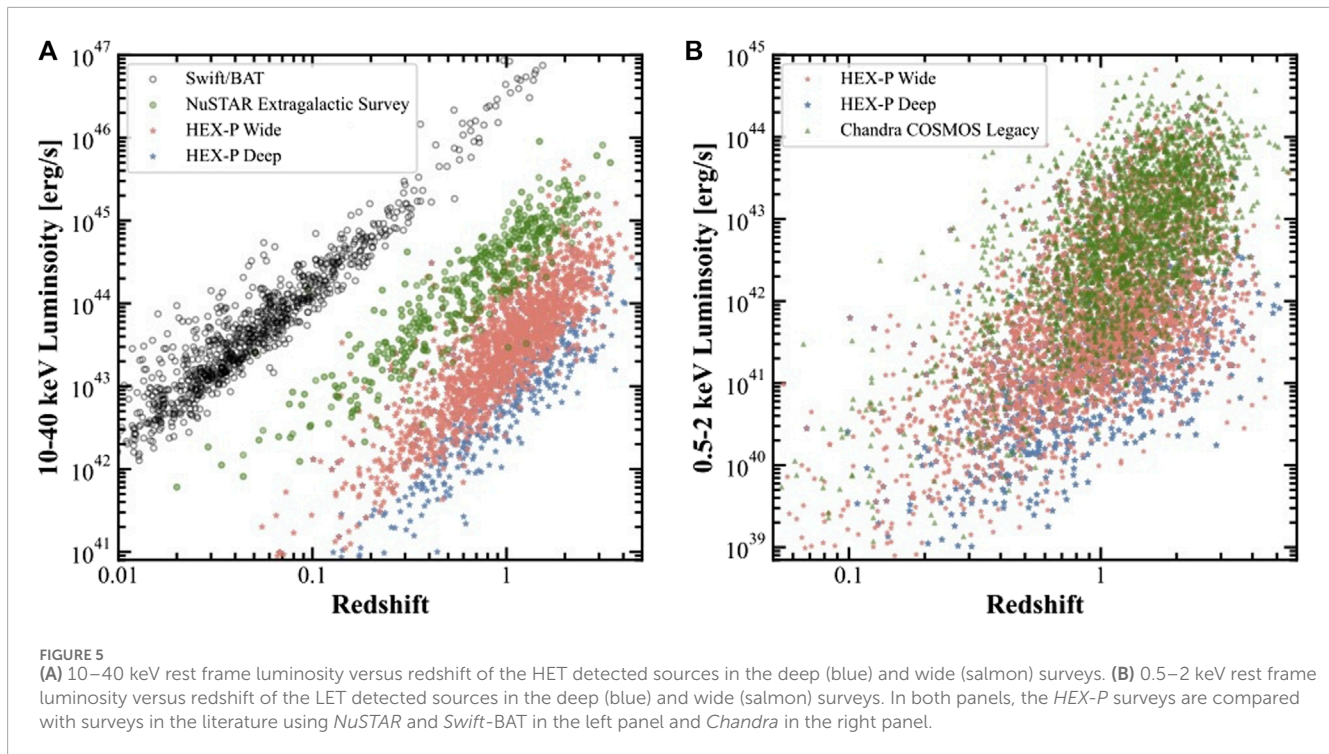 A
B
10^47
10^46
10^45
10^44
10^43
10^42
10^41
10-40 keV Luminsoity [erg/s]
Swift/BAT
NuSTAR Extragalactic Survey
HEX-P Wide
HEX-P Deep
0.01
0.1
1
Redshift
10^45
10^44
10^43
10^42
10^41
10^40
10^39
0.5-2 keV Luminsoity [erg/s]
HEX-P Wide
HEX-P Deep
Chandra COSMOS Legacy
0.1
1
Redshift
FIGURE 5
(A) 10–40 keV rest frame luminosity versus redshift of the HET detected sources in the deep (blue) and wide (salmon) surveys. (B) 0.5–2 keV rest frame
luminosity versus redshift of the LET detected sources in the deep (blue) and wide (salmon) surveys. In both panels, the HEX-P surveys are compared
with surveys in the literature using NuSTAR and Swift-BAT in the left panel and Chandra in the right panel.